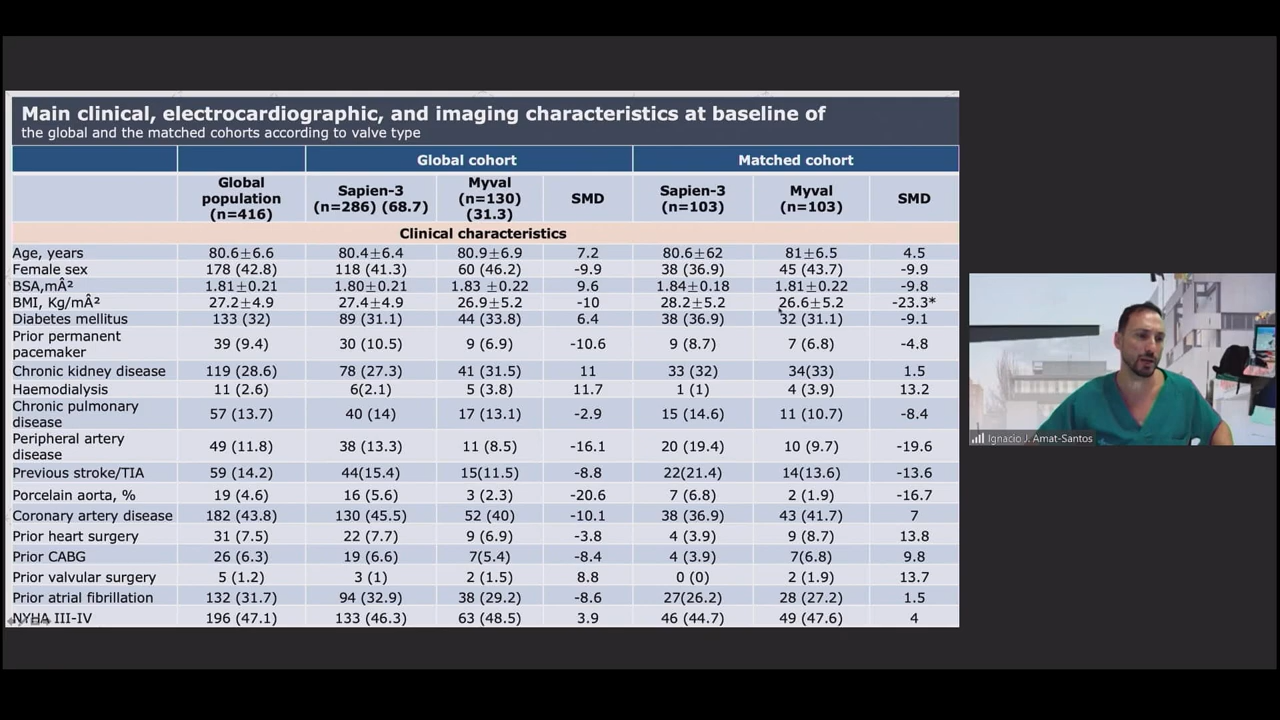 Main clinical, electrocardiographic, and imaging characteristics at baseline of
the global and the matched cohorts according to valve type
Global cohort Matched cohort
Global population (n=416) Sapien-3 (n=286) (68.7) Myval (n=130) (31.3) SMD Sapien-3 (n=103) Myval (n=103) SMD
Clinical characteristics
Age, years 80.6±6.6 80.4±6.4 80.9±6.9 7.2 80.6±62 81±6.5 4.5
Female sex 178 (42.8) 118 (41.3) 60 (46.2) -9.9 38 (36.9) 45 (43.7) -9.9
BSA,mÂ² 1.81±0.21 1.80±0.21 1.83 ±0.22 9.6 1.84±0.18 1.81±0.22 -9.8
BMI, Kg/mÂ² 27.2±4.9 27.4±4.9 26.9±5.2 -10 28.2±5.2 26.6±5.2 -23.3*
Diabetes mellitus 133 (32) 89 (31.1) 44 (33.8) 6.4 38 (36.9) 32 (31.1) -9.1
Prior permanent pacemaker 39 (9.4) 30 (10.5) 9 (6.9) -10.6 9 (8.7) 7 (6.8) -4.8
Chronic kidney disease 119 (28.6) 78 (27.3) 41 (31.5) 11 33 (32) 34(33) 1.5
Haemodialysis 11 (2.6) 6(2.1) 5 (3.8) 11.7 1 (1) 4 (3.9) 13.2
Chronic pulmonary disease 57 (13.7) 40 (14) 17 (13.1) -2.9 15 (14.6) 11 (10.7) -8.4
Peripheral artery disease 49 (11.8) 38 (13.3) 11 (8.5) -16.1 20 (19.4) 10 (9.7) -19.6
Previous stroke/TIA 59 (14.2) 44(15.4) 15(11.5) -8.8 22(21.4) 14(13.6) -13.6
Porcelain aorta, % 19 (4.6) 16 (5.6) 3 (2.3) -20.6 7 (6.8) 2 (1.9) -16.7
Coronary artery disease 182 (43.8) 130 (45.5) 52 (40) -10.1 38 (36.9) 43 (41.7) 7
Prior heart surgery 31 (7.5) 22 (7.7) 9 (6.9) -3.8 4 (3.9) 9 (8.7) 13.8
Prior CABG 26 (6.3) 19 (6.6) 7(5.4) -8.4 4 (3.9) 7(6.8) 9.8
Prior valvular surgery 5 (1.2) 3 (1) 2 (1.5) 8.8 0 (0) 2 (1.9) 13.7
Prior atrial fibrillation 132 (31.7) 94 (32.9) 38 (29.2) -8.6 27(26.2) 28 (27.2) 1.5
NYHA III-IV 196 (47.1) 133 (46.3) 63 (48.5) 3.9 46 (44.7) 49 (47.6) 4
Ignacio J. Amat-Santos